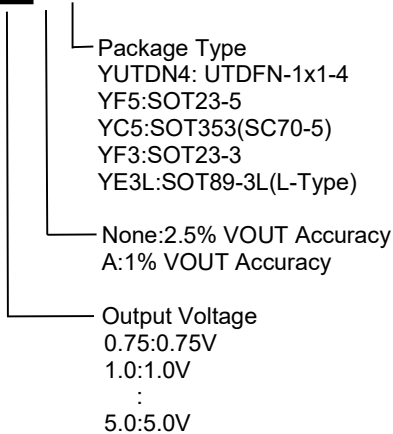 Package Type
YUTDN4: UTDFN-1x1-4
YF5:SOT23-5
YC5:SOT353(SC70-5)
YF3:SOT23-3
YE3L:SOT89-3L(L-Type)
None:2.5% VOUT Accuracy
A:1% VOUT Accuracy
Output Voltage
0.75:0.75V
1.0:1.0V
:
5.0:5.0V